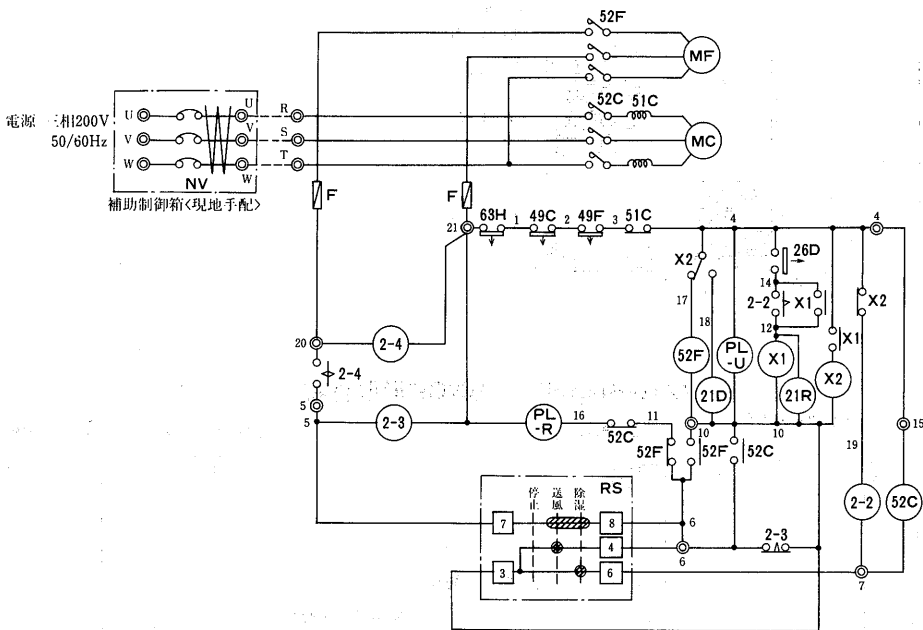 52F
MF
電源 三相200V
50/60Hz
U
V
W
U
V
W
R
S
T
52C
51C
MC
NV
補助制御箱<現地手配>
F
F
21
63H
1
49C
2
49F
3
51C
4
4
X2
17
18
26D
14
2-2
X1
12
X2
X1
20
2-4
2-4
52F
21D
PL
-U
X1
21R
X2
5
5
2-3
PL
-R
16
52C
11
10
10
15
52F
52F
52C
19
2-2
52C
RS
停止
送風
除湿
7
8
6
4
6
2-3
3
6
7